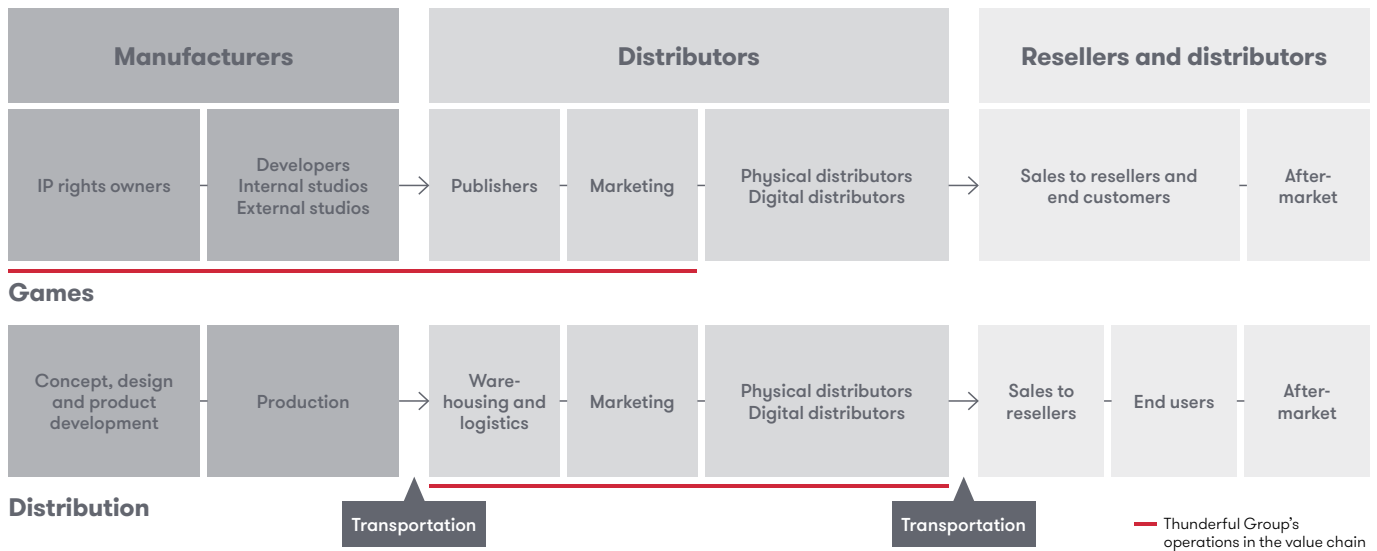 Manufacturers
Distributors
Resellers and distributors
IP rights owners
Developers
Internal studios
External studios
Publishers
Marketing
Physical distributors
Digital distributors
Sales to resellers and
end customers
After-
market
Games
Concept, design
and product
development
Production
Ware-
housing and
logistics
Marketing
Physical distributors
Digital distributors
Sales to
resellers
End users
After-
market
Distribution
Transportation
Transportation
Thunderful Group's
operations in the value chain